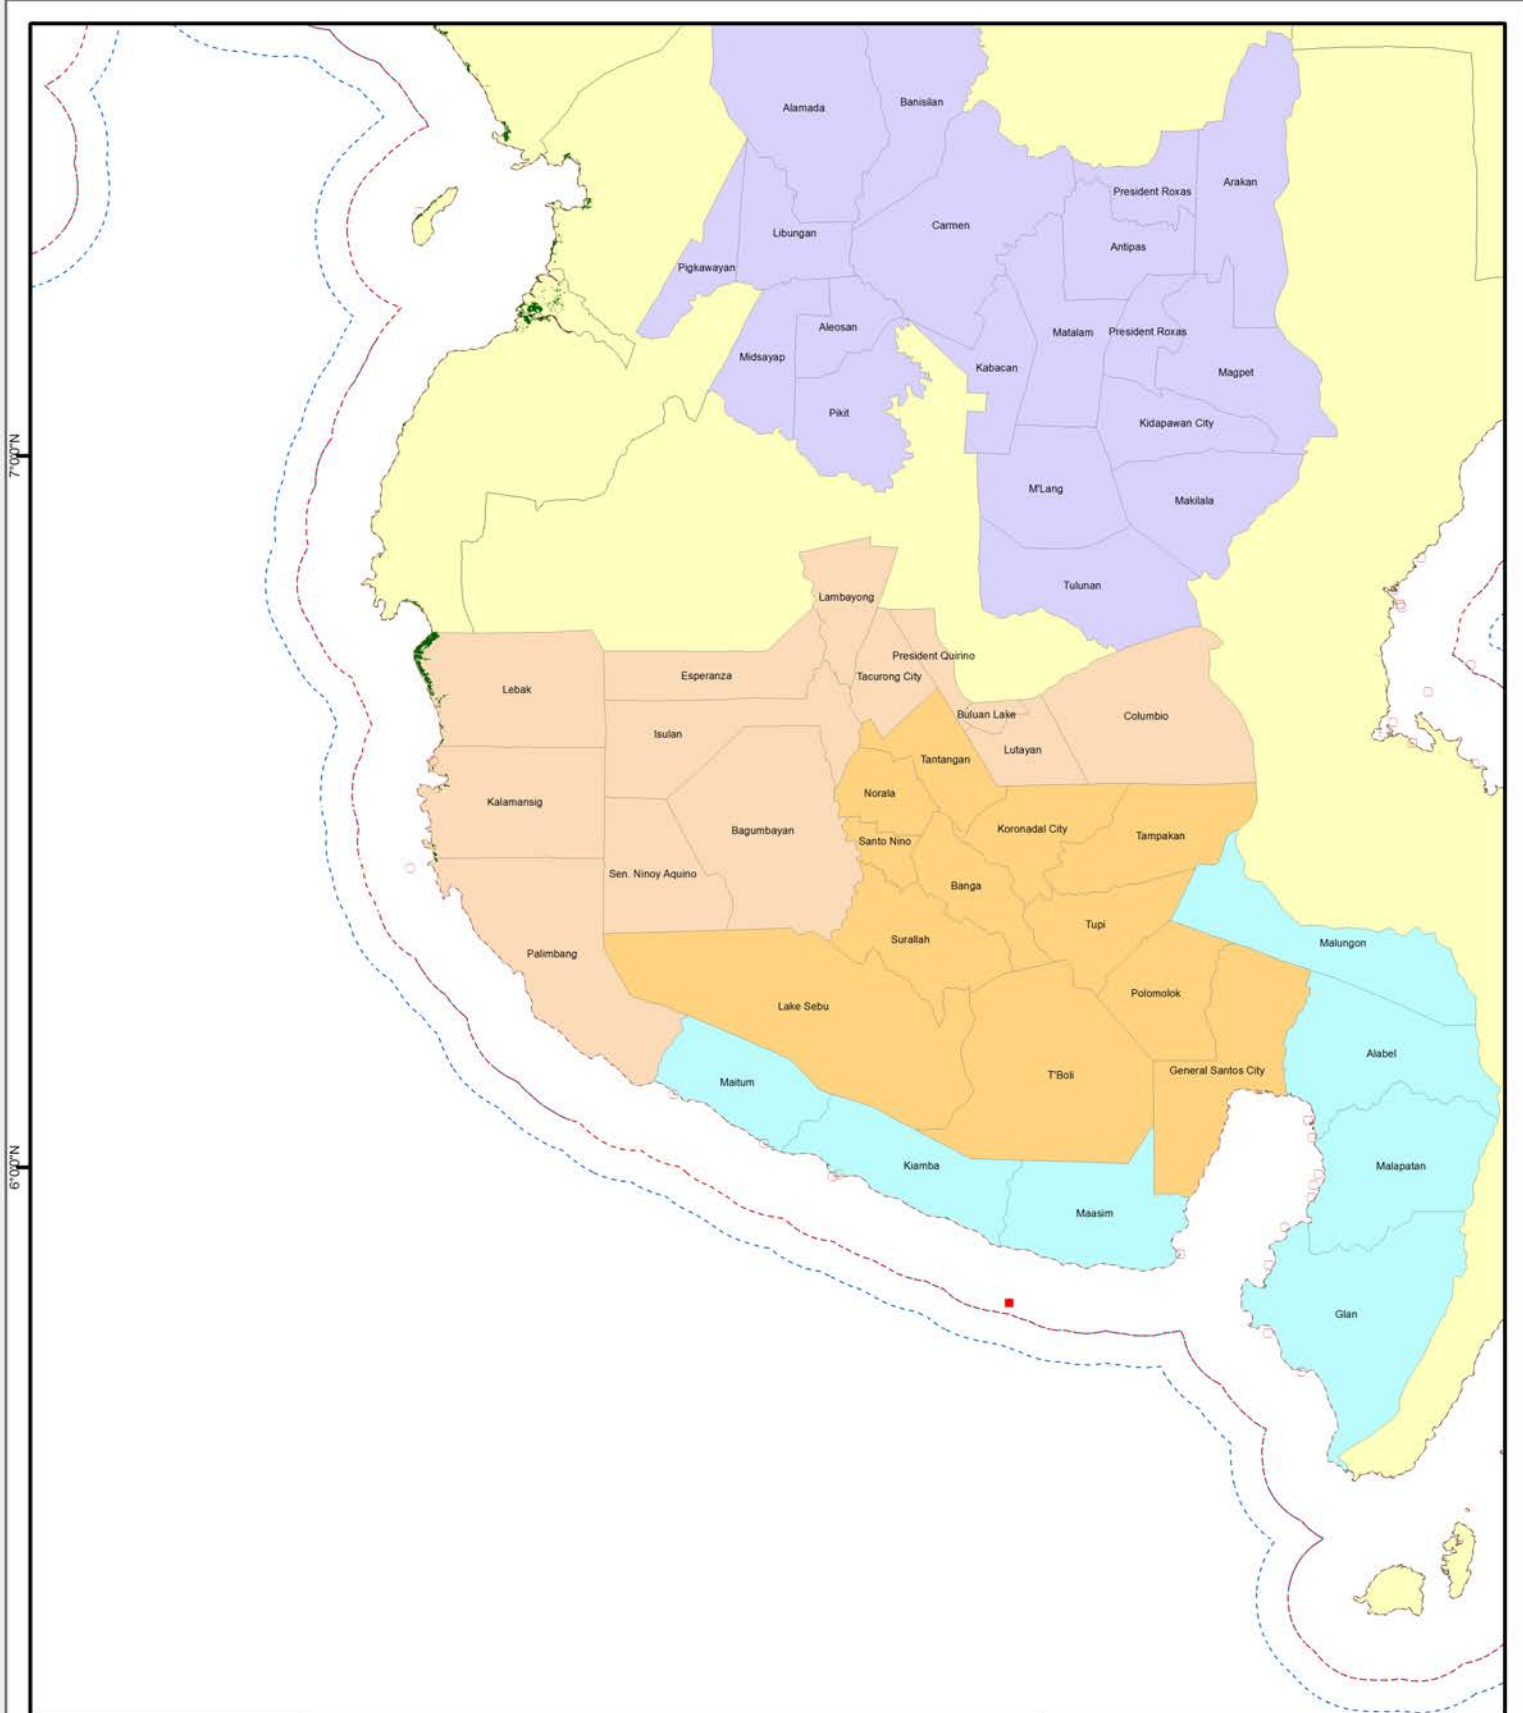 Alamada
Banisilan
Arakan
President Roxas
Carmen
Libungan
Antipas
Pigkawayan
Aleosan
Matalam
President Roxas
Midsayap
Kabacan
Magpet
Pikit
Kidapawan City
7°0'0"N
M'Lang
Makilala
Tulunan
Lambayong
President Quirino
Esperanza
Tacurong City
Lebak
Buluan Lake
Columbio
Isulan
Lutayan
Tantangan
Norala
Kalamansig
Bagumbayan
Koronadal City
Tampakan
Santo Nino
Sen. Ninoy Aquino
Banga
Tupi
Surallah
Malungon
Palimbang
Polomolok
Lake Sebu
Alabel
General Santos City
T'Boli
Maitum
Kiamba
Malapatan
6°0'0"N
Maasim
Glan